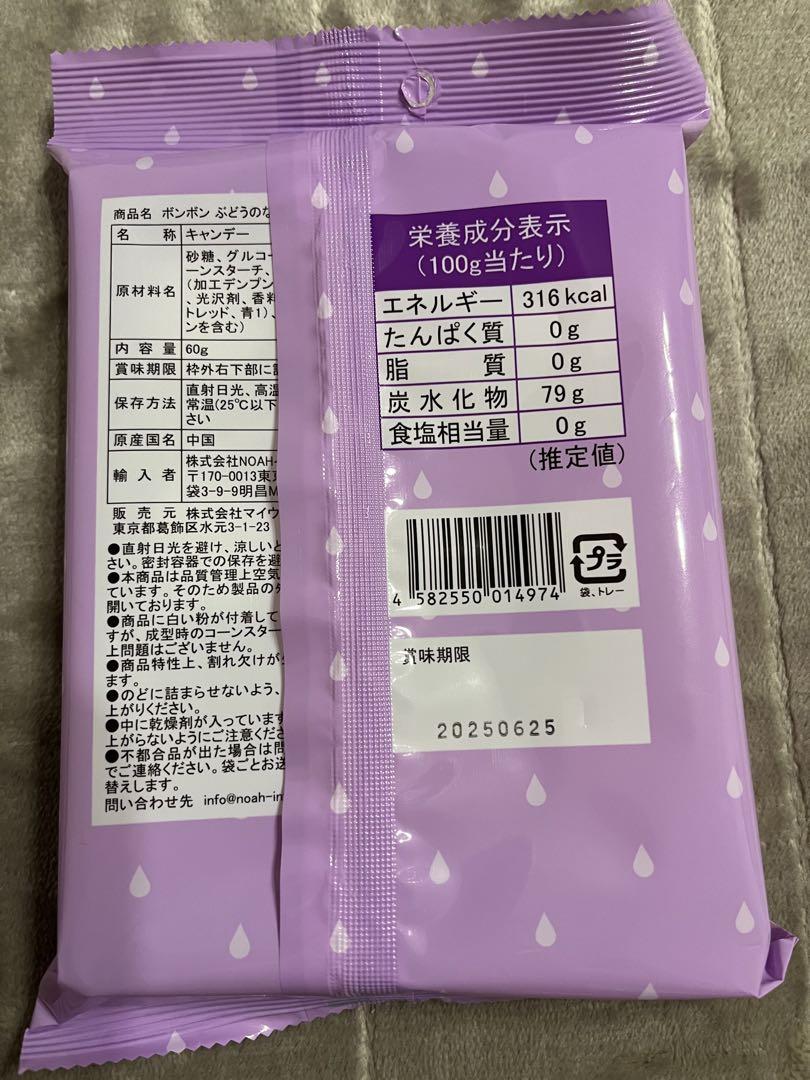 商品名 ボンボン ぶどうのな
名 称 キャンデー
原材料名
砂糖、グルコー
ーンスターチ、
(加工デンプン
、光沢剤、香料
トレッド、青1)、
ンを含む)
内 容 量 60g
賞味期限 枠外右下部に
保存方法
直射日光、高温
常温(25℃以下
さい
原産国名 中国
輸 入 者
株式会社NOAH-
〒170-0013東京
袋3-9-9明昌M
販 売 元 株式会社マイウ
東京都葛飾区水元3-1-23
●直射日光を避け、涼しいと
さい。密封容器での保存を避
●本商品は品質管理上空気
ています。そのため製品の
開いております。
●商品に白い粉が付着して
すが、成型時のコーンスター
上問題はございません。
●商品特性上、割れ欠けが
ます。
●のどに詰まらせないよう、
上がりください。
●中に乾燥剤が入っています
上がらないようにご注意くださ
●不都合品が出た場合は問
でご連絡ください。袋ごとお送
替えします。
問い合わせ先 info@noah-in
栄養成分表示
(100g当たり)
エネルギー 316kcal
たんぱく質 0g
脂 質 0g
炭水化物 79g
食塩相当量 0g
(推定値)
4 582550 014974
プラ
袋、トレー
賞味期限
20250625